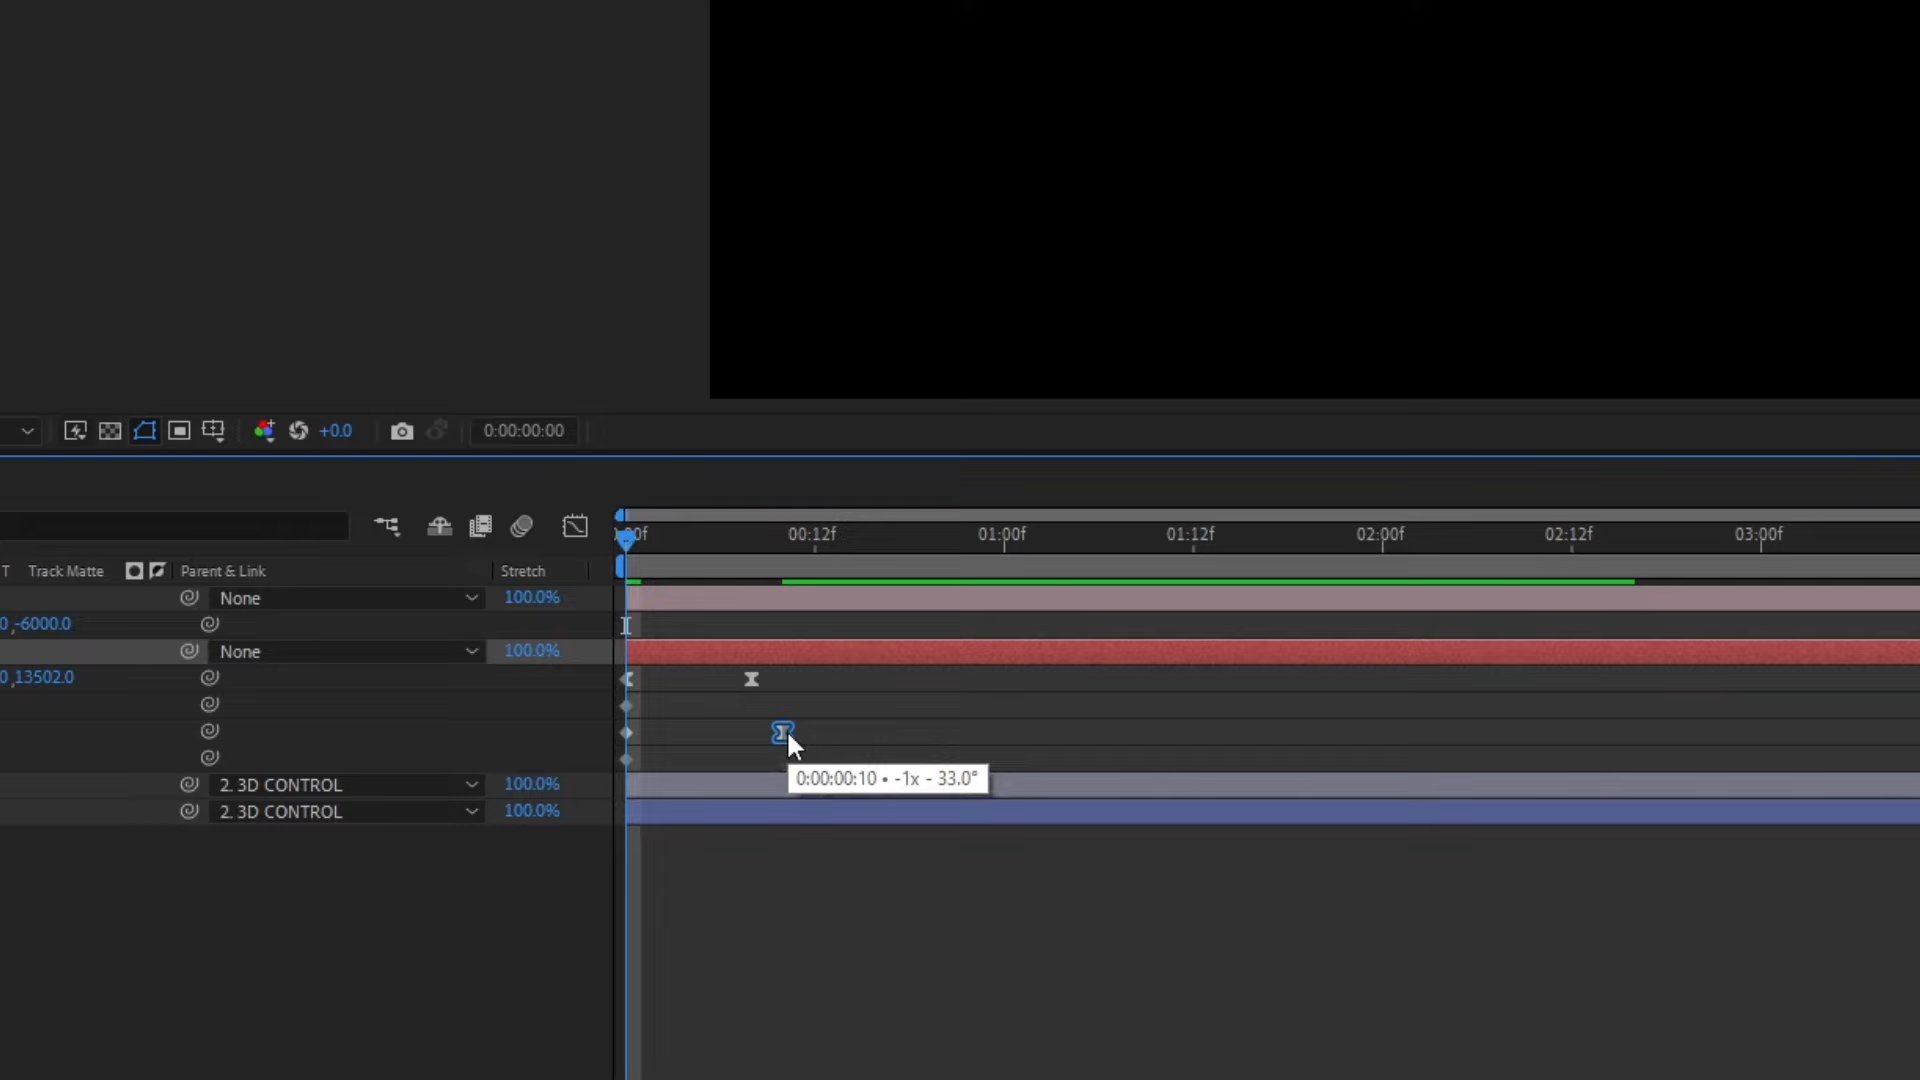 +0.0 0:00:00:00
00f 00:12f 01:00f 01:12f 02:00f 02:12f 03:00f
T Track Matte Parent & Link Stretch
None 100.0%
0,-6000.0
None 100.0%
0,13502.0
0:00:00:10 • -1x - 33.0°
2. 3D CONTROL 100.0%
2. 3D CONTROL 100.0%